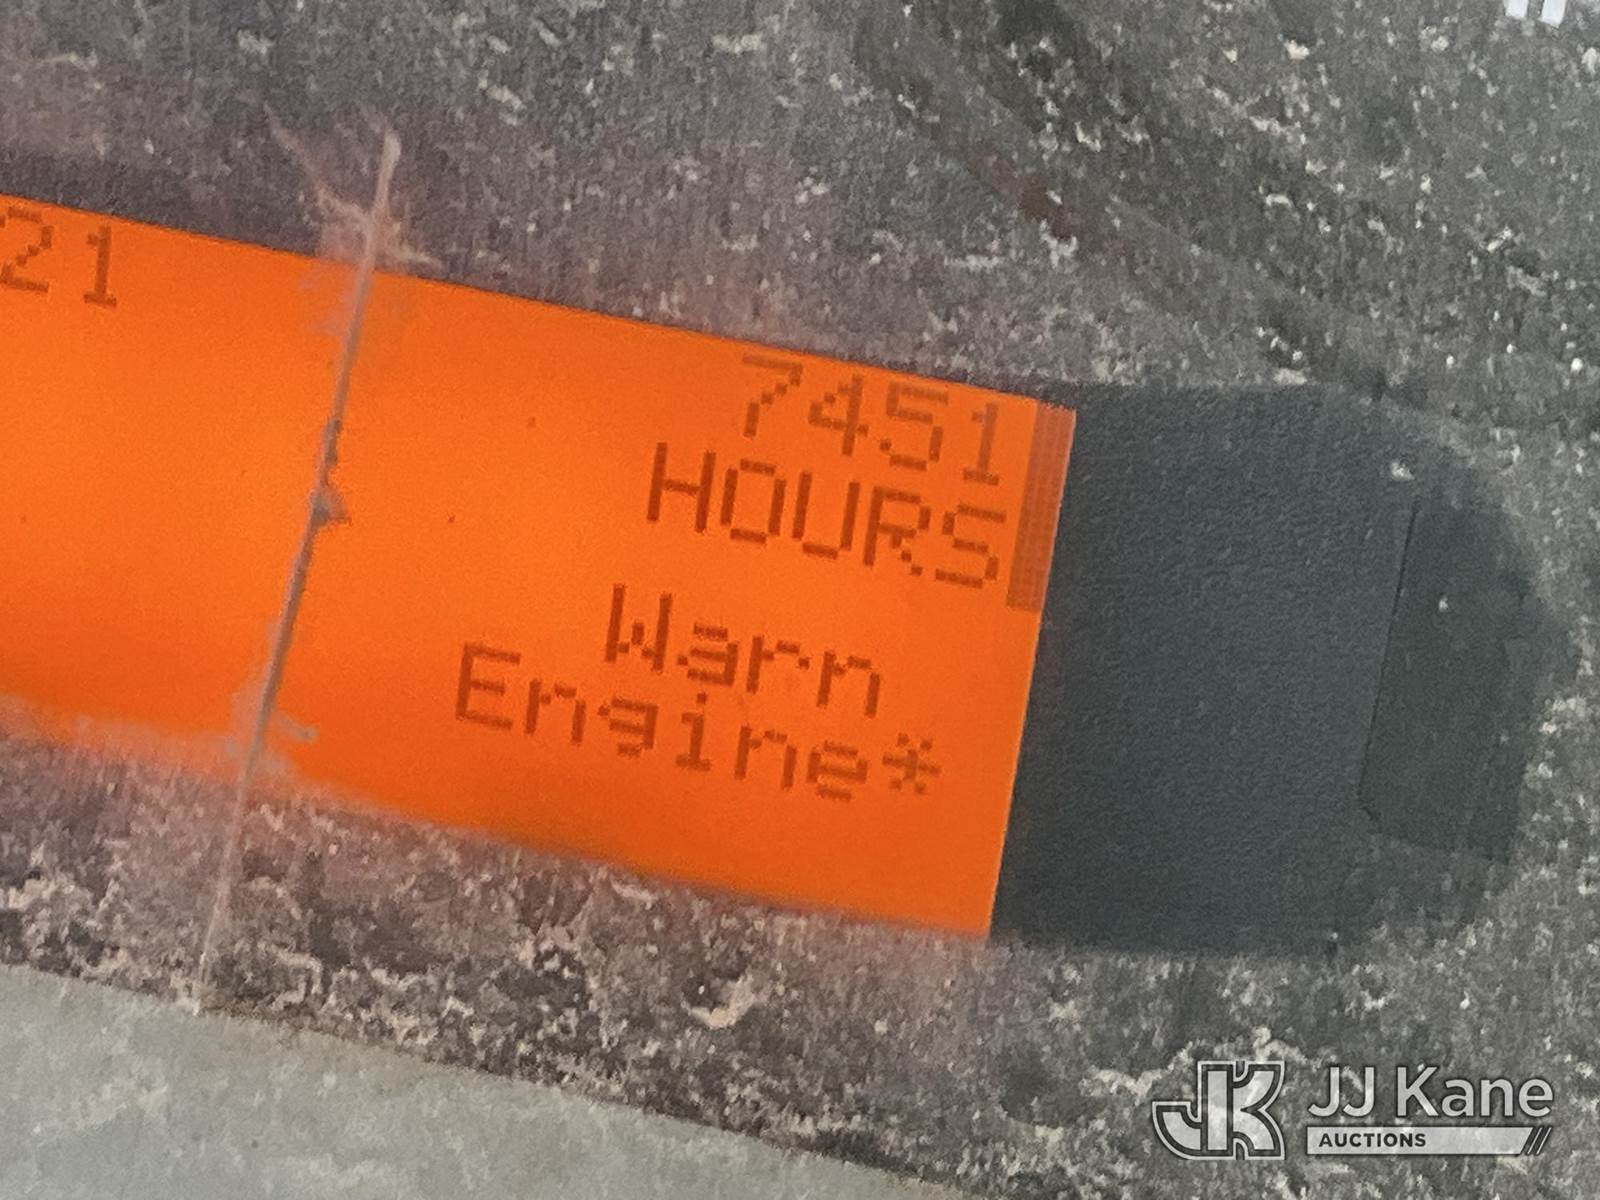 21
7451
HOURS
Warn
Engine*
JK JJ Kane
AUCTIONS